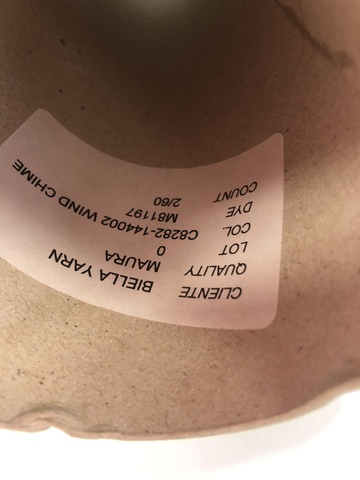 CLIENTE BIELLA YARN
QUALITY MAURA
LOT 0
COL. C8282-144002 WIND CHIME
DYE M81197
COUNT 2/60